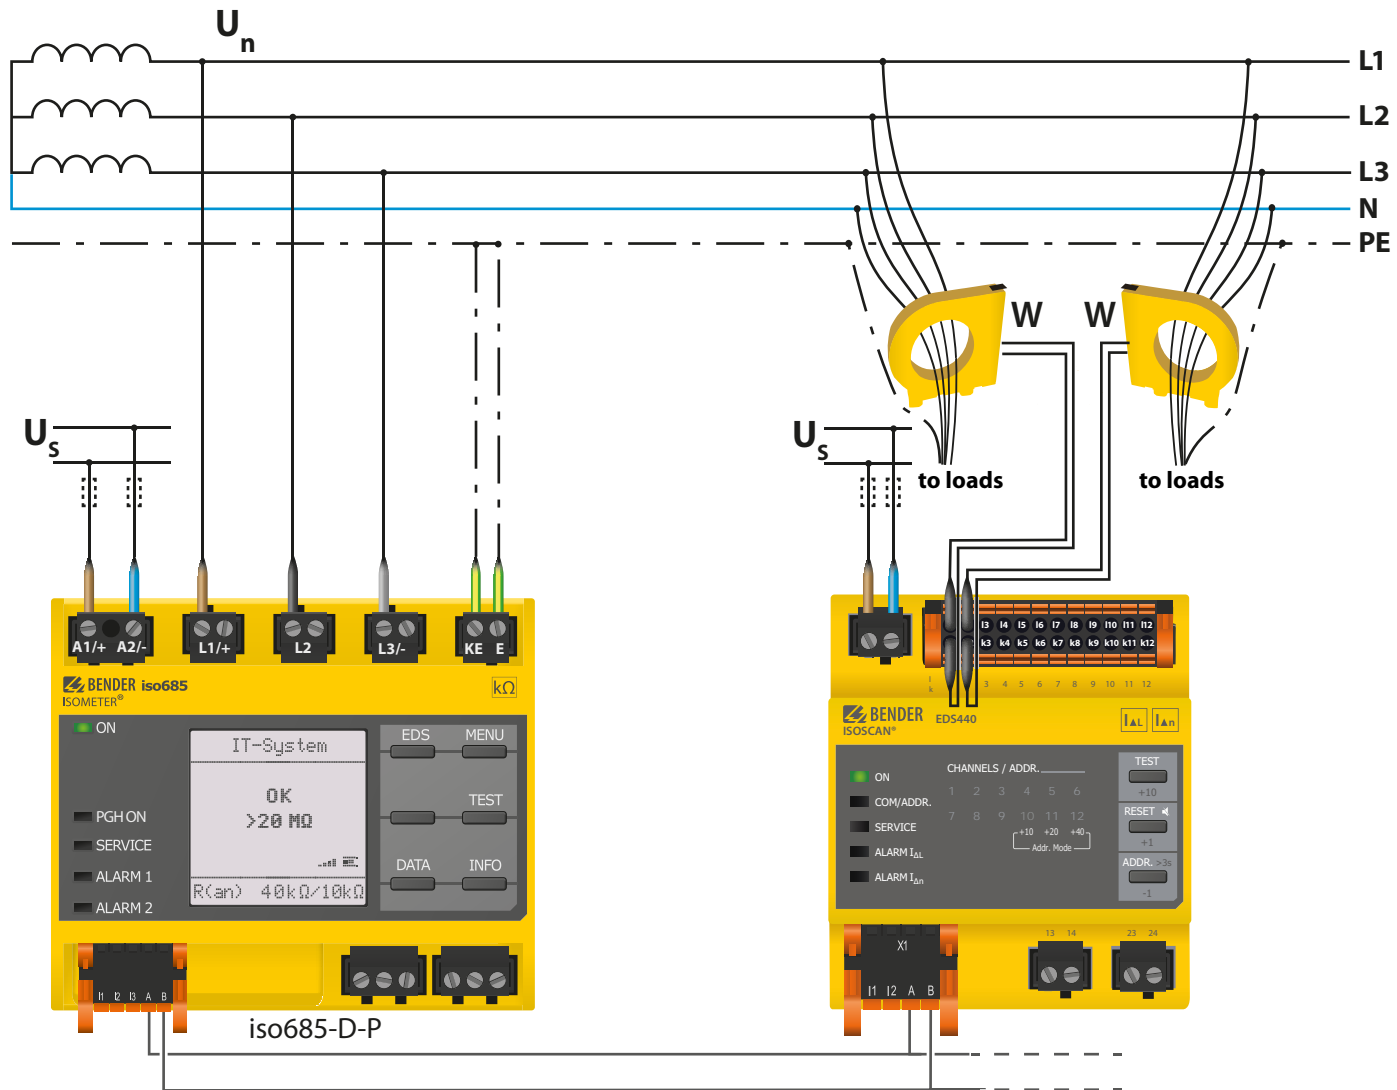 Un
L1
L2
L3
N
PE
W W
US
US
to loads to loads
A1/+ A2/- L1/+ L2 L3/- KE E
I3 I4 I5 I6 I7 I8 I9 I10 I11 I12
k3 k4 k5 k6 k7 k8 k9 k10 k11 k12
l
k 3 4 5 6 7 8 9 10 11 12
BENDER iso685
ISOMETER®
kΩ
ON
PGH ON
SERVICE
ALARM 1
ALARM 2
IT-System
OK
>20 MΩ
R(an) 40kΩ/10kΩ
EDS MENU
TEST
DATA INFO
I1 I2 I3 A B
iso685-D-P
BENDER EDS440
ISOSCAN®
IΔL IΔn
ON
COM/ADDR.
SERVICE
ALARM IΔL
ALARM IΔn
CHANNELS / ADDR.
1 2 3 4 5 6
7 8 9 10 11 12
+10 +20 +40
Addr. Mode
TEST
+10
RESET
+1
ADDR. >3s
-1
X1
I1 I2 A B
13 14 23 24